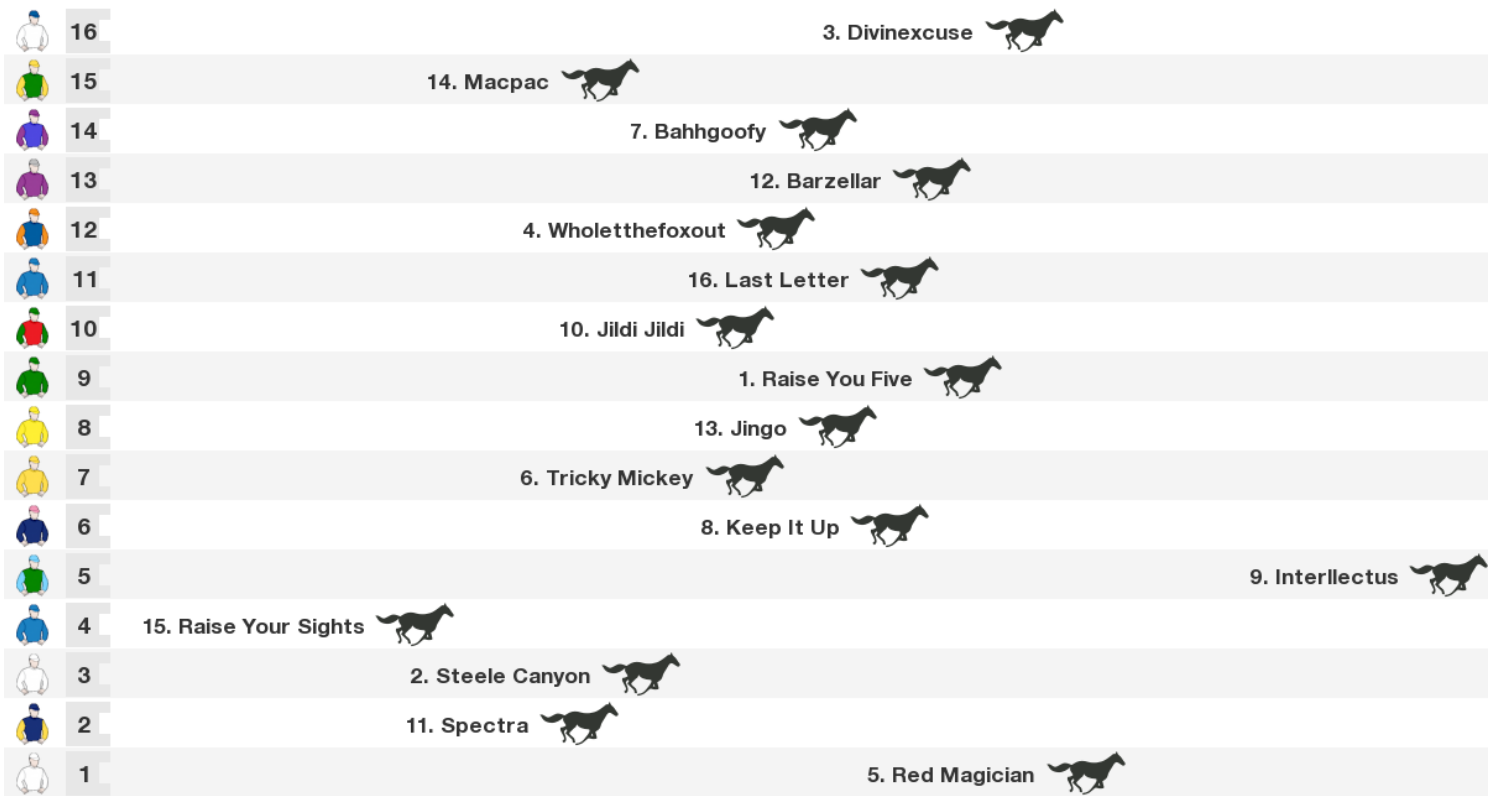 16 3. Divinexcuse
15 14. Macpac
14 7. Bahhgoofy
13 12. Barzellar
12 4. Wholetthefoxout
11 16. Last Letter
10 10. Jildi Jildi
9 1. Raise You Five
8 13. Jingo
7 6. Tricky Mickey
6 8. Keep It Up
5 9. Interllectus
4 15. Raise Your Sights
3 2. Steele Canyon
2 11. Spectra
1 5. Red Magician